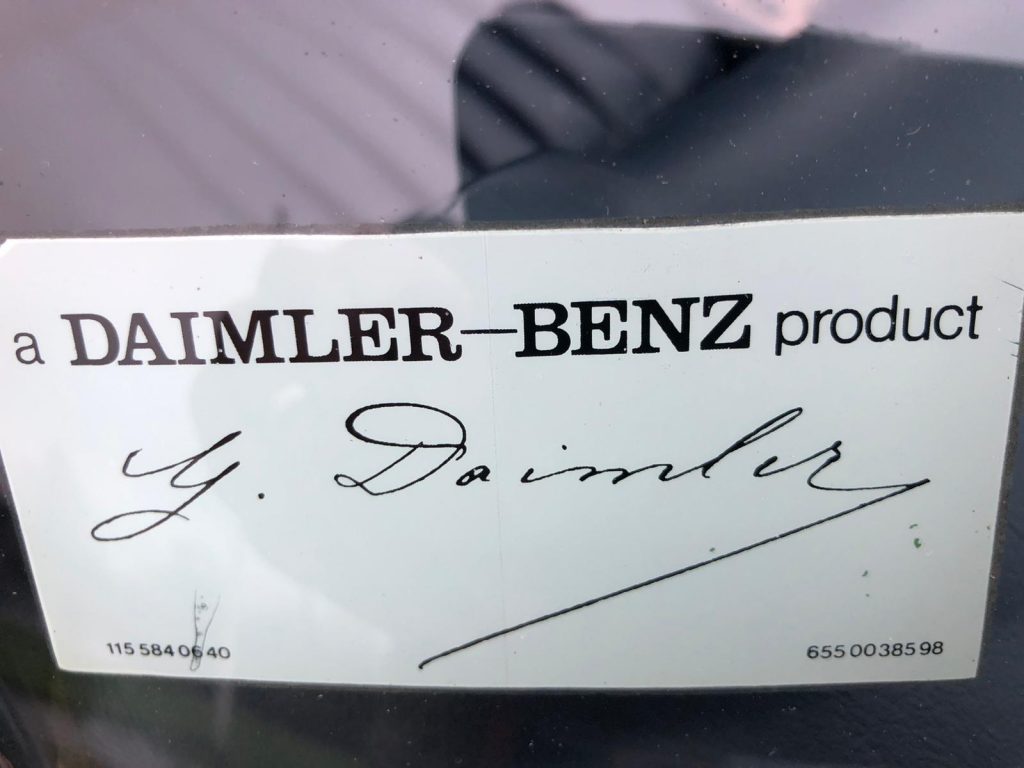 a DAIMLER–BENZ product
G. Daimler
115 584 06 40
655 003 85 98